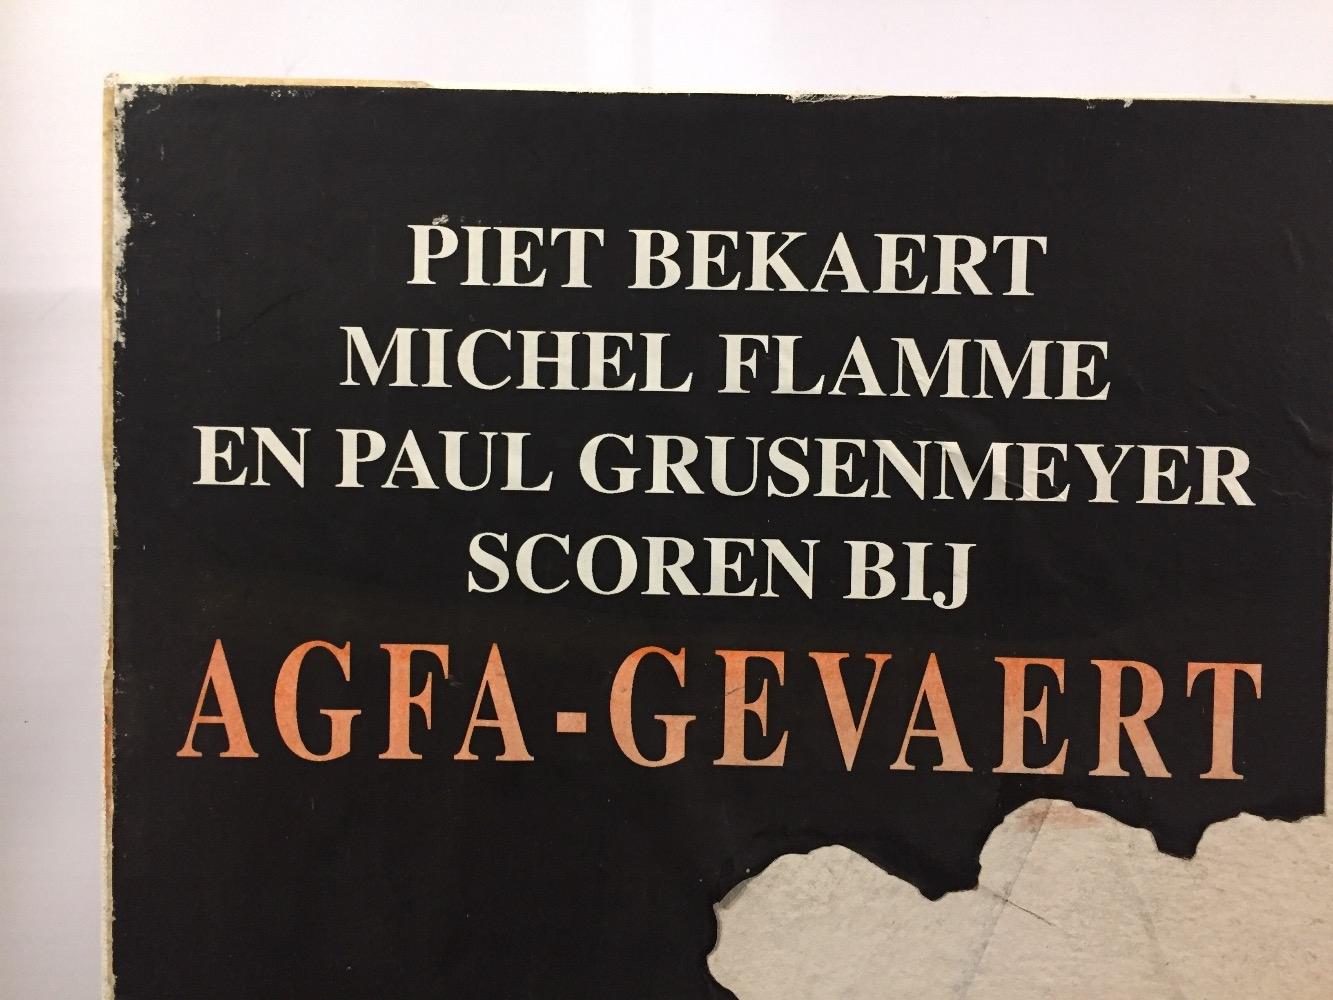 PIET BEKAERT
MICHEL FLAMME
EN PAUL GRUSENMEYER
SCOREN BIJ
AGFA-GEVAERT